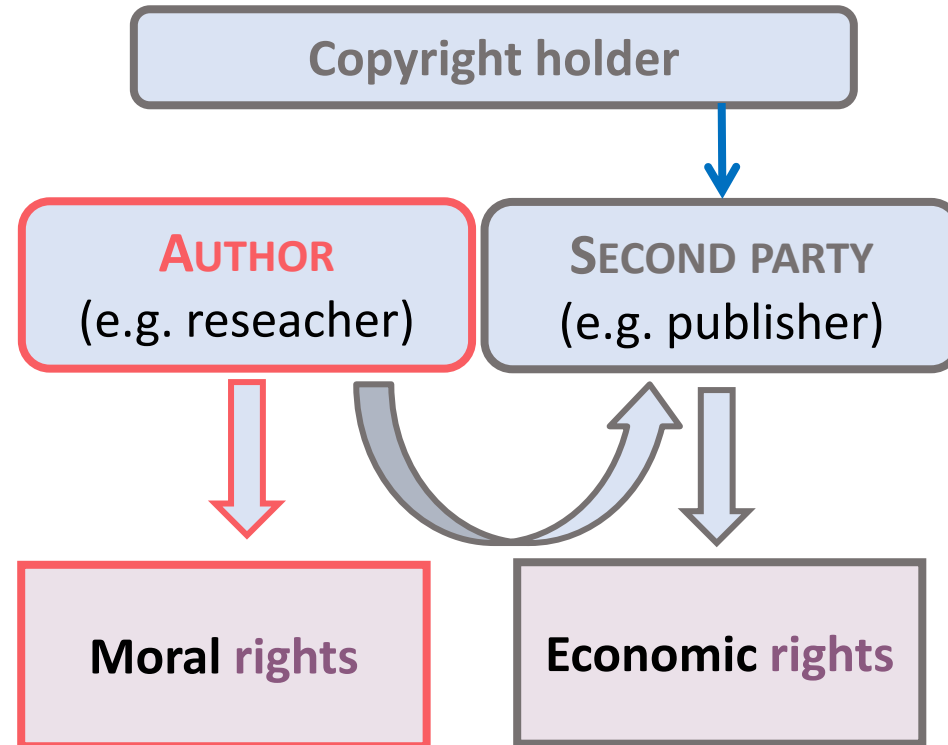 Copyright holder
AUTHOR
(e.g. reseacher)
SECOND PARTY
(e.g. publisher)
Moral rights
Economic rights